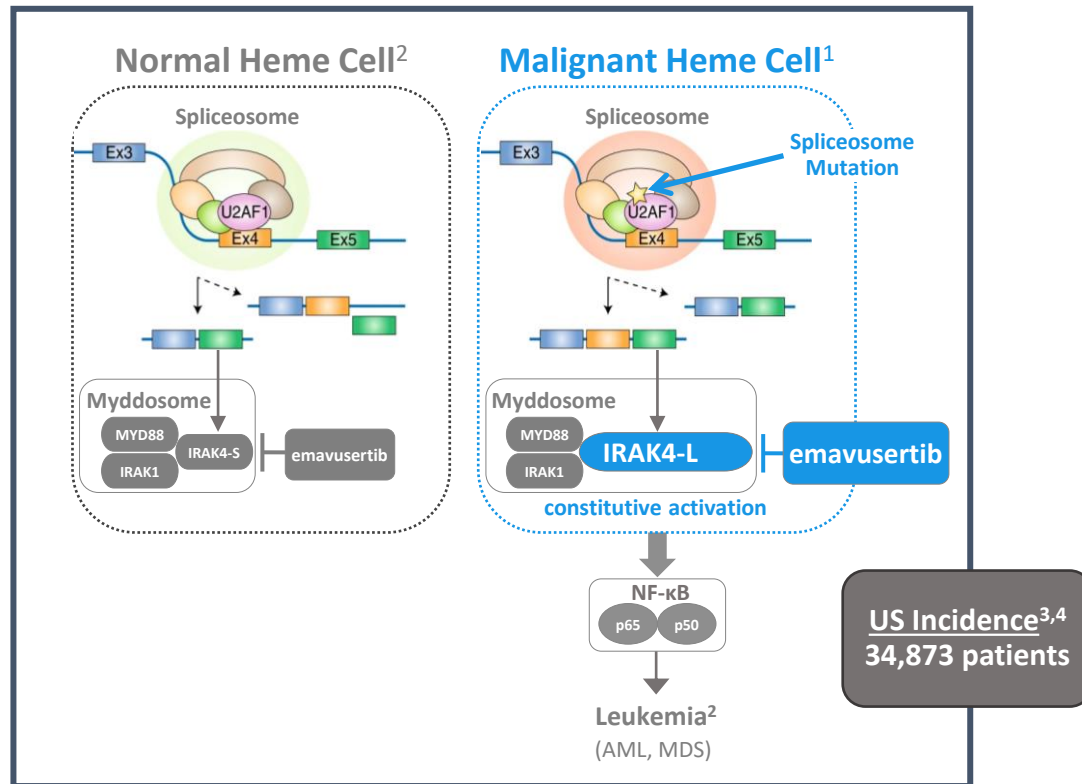 Normal Heme Cell²
Spliceosome
Ex3
U2AF1
Ex4
Ex5
Myddosome
MYD88
IRAK1
IRAK4-S
emavusertib
Malignant Heme Cell¹
Spliceosome
Spliceosome
Mutation
Ex3
U2AF1
Ex4
Ex5
Myddosome
MYD88
IRAK1
IRAK4-L
emavusertib
constitutive activation
NF-κB
p65
p50
Leukemia²
(AML, MDS)
US Incidence³,⁴
34,873 patients